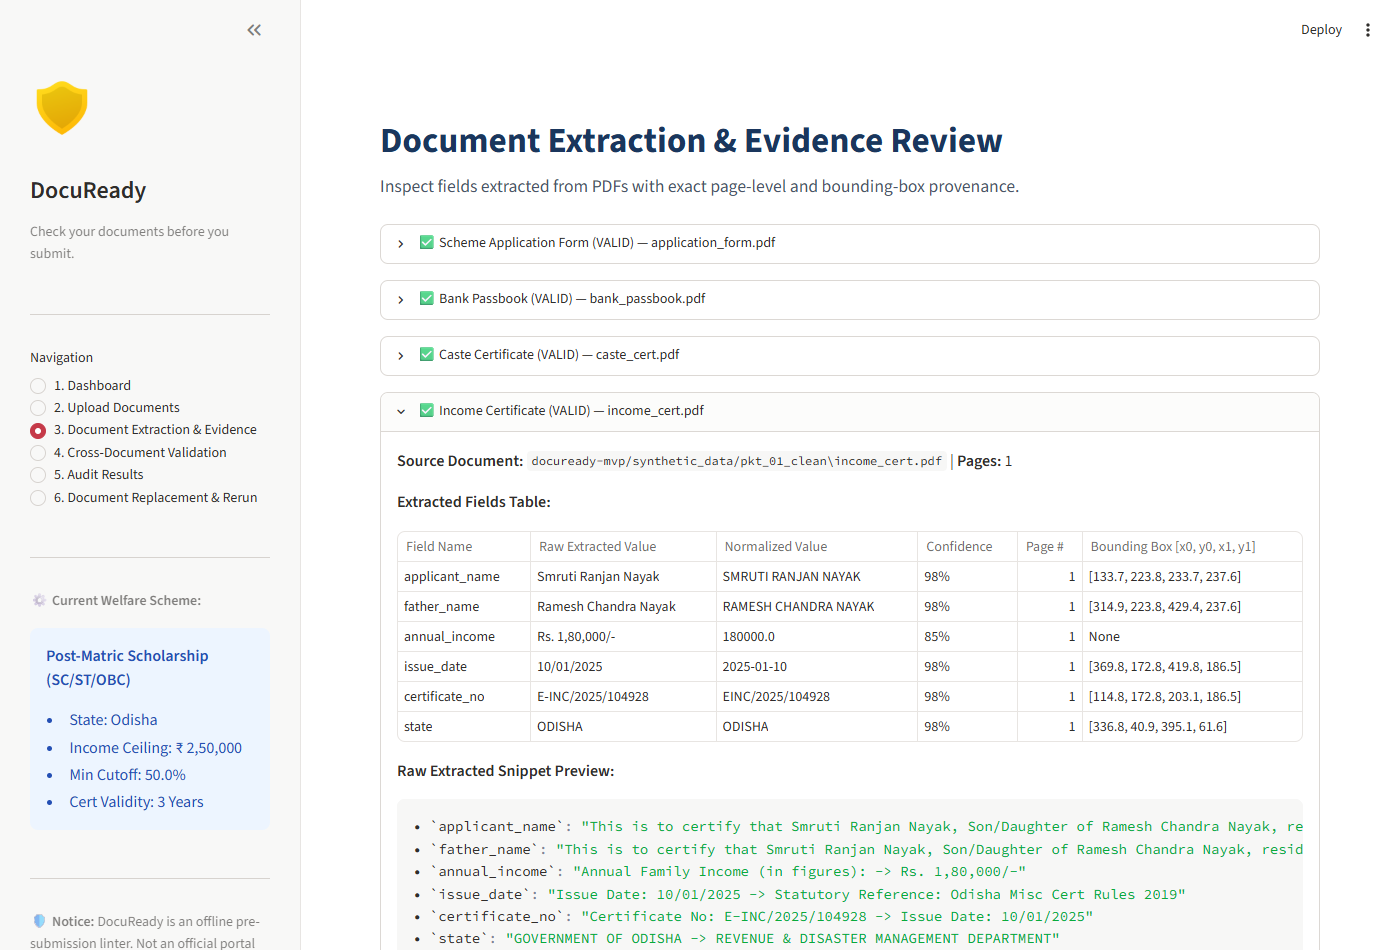 Deploy
DocuReady
Check your documents before you
submit.
Navigation
1. Dashboard
2. Upload Documents
3. Document Extraction & Evidence
4. Cross-Document Validation
5. Audit Results
6. Document Replacement & Rerun
Current Welfare Scheme:
Post-Matric Scholarship
(SC/ST/OBC)
• State: Odisha
• Income Ceiling: ₹ 2,50,000
• Min Cutoff: 50.0%
• Cert Validity: 3 Years
Notice: DocuReady is an offline pre-
submission linter. Not an official portal
Document Extraction & Evidence Review
Inspect fields extracted from PDFs with exact page-level and bounding-box provenance.
Scheme Application Form (VALID) — application_form.pdf
Bank Passbook (VALID) — bank_passbook.pdf
Caste Certificate (VALID) — caste_cert.pdf
Income Certificate (VALID) — income_cert.pdf
Source Document: docuready-mvp/synthetic_data/pkt_01_clean\income_cert.pdf | Pages: 1
Extracted Fields Table:
Field Name Raw Extracted Value Normalized Value Confidence Page # Bounding Box [x0, y0, x1, y1]
applicant_name Smruti Ranjan Nayak SMRUTI RANJAN NAYAK 98% 1 [133.7, 223.8, 233.7, 237.6]
father_name Ramesh Chandra Nayak RAMESH CHANDRA NAYAK 98% 1 [314.9, 223.8, 429.4, 237.6]
annual_income Rs. 1,80,000/- 180000.0 85% 1 None
issue_date 10/01/2025 2025-01-10 98% 1 [369.8, 172.8, 419.8, 186.5]
certificate_no E-INC/2025/104928 EINC/2025/104928 98% 1 [114.8, 172.8, 203.1, 186.5]
state ODISHA ODISHA 98% 1 [336.8, 40.9, 395.1, 61.6]
Raw Extracted Snippet Preview:
• `applicant_name`: "This is to certify that Smruti Ranjan Nayak, Son/Daughter of Ramesh Chandra Nayak, re
• `father_name`: "This is to certify that Smruti Ranjan Nayak, Son/Daughter of Ramesh Chandra Nayak, resid
• `annual_income`: "Annual Family Income (in figures): -> Rs. 1,80,000/-"
• `issue_date`: "Issue Date: 10/01/2025 -> Statutory Reference: Odisha Misc Cert Rules 2019"
• `certificate_no`: "Certificate No: E-INC/2025/104928 -> Issue Date: 10/01/2025"
• `state`: "GOVERNMENT OF ODISHA -> REVENUE & DISASTER MANAGEMENT DEPARTMENT"